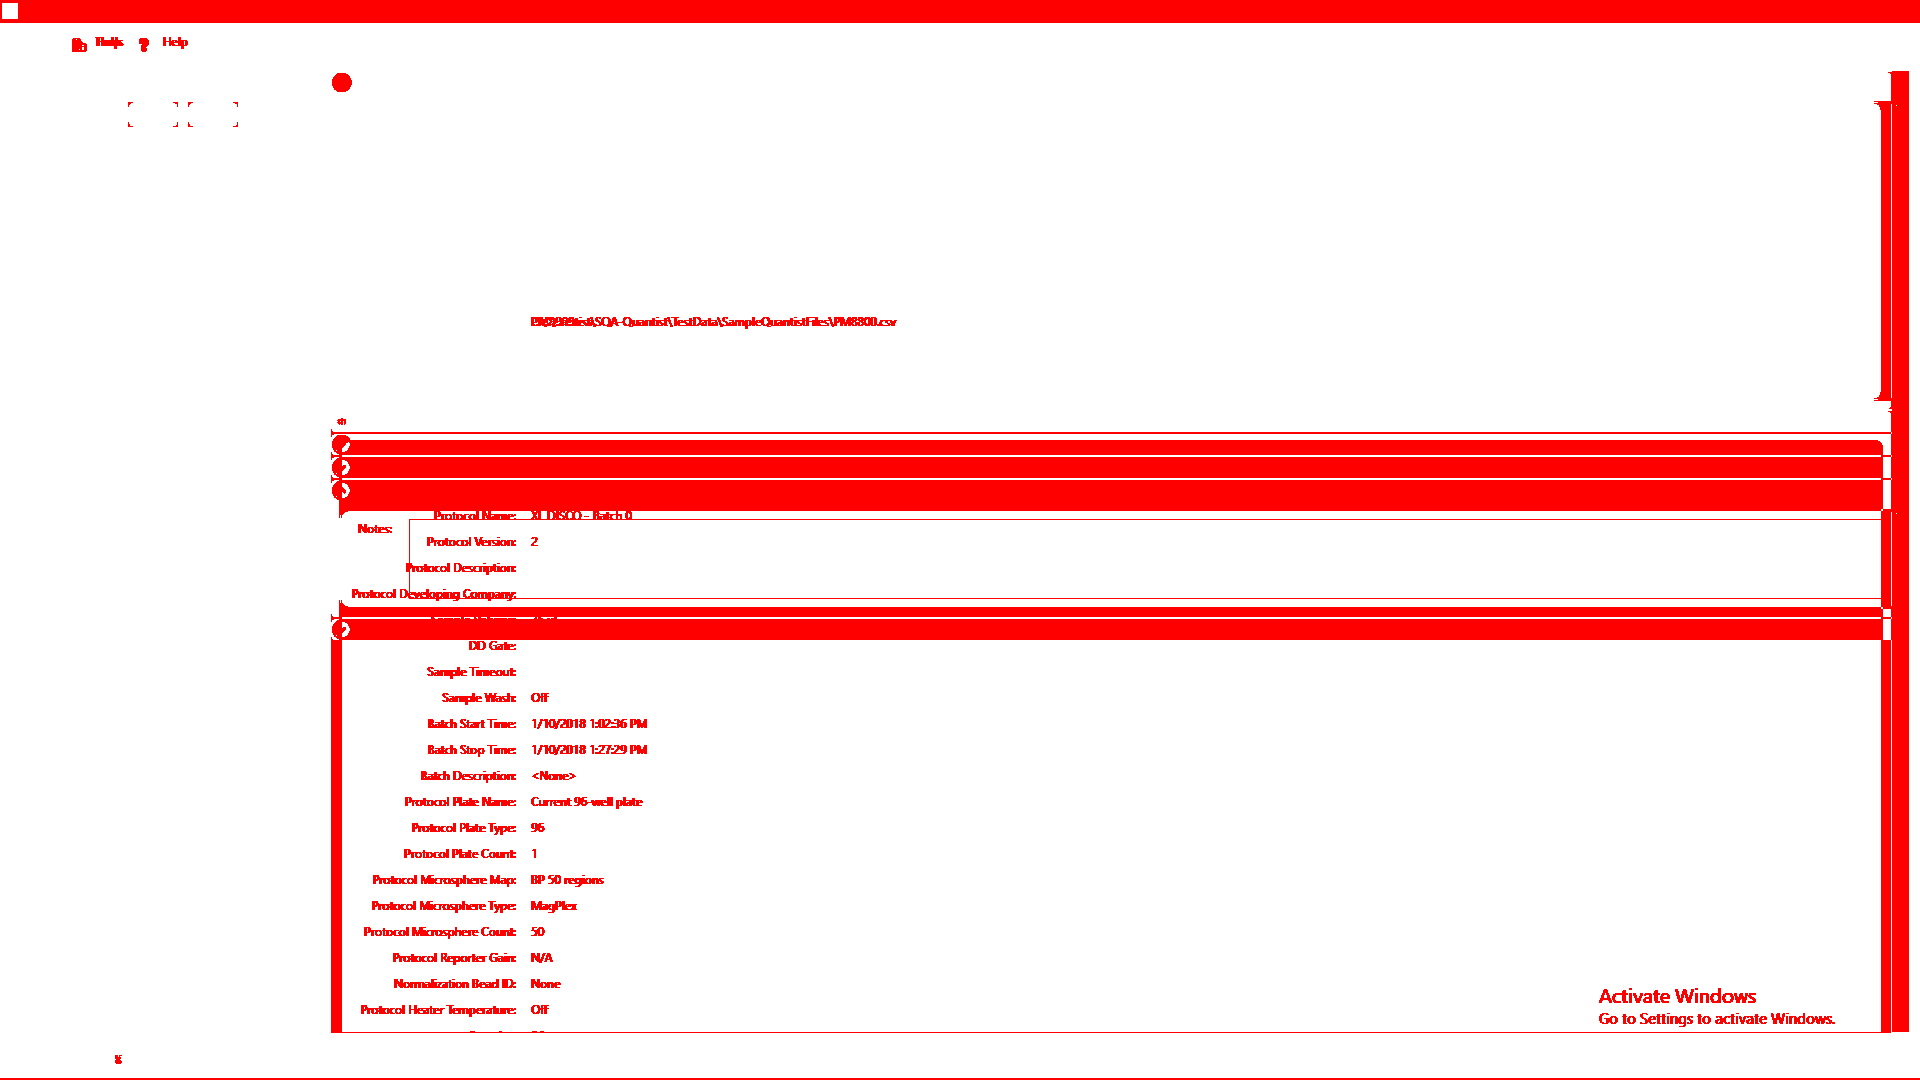 Help
\SQA-Quantist\TestData\SampleQuantistFiles\PM8800.csv
Protocol Name: XL DISCO - Batch 0
Notes:
Protocol Version: 2
Protocol Description:
Protocol Developing Company:
DD Gate:
Sample Timeout:
Sample Wash: Off
Batch Start Time: 1/10/2018 1:02:36 PM
Batch Stop Time: 1/10/2018 1:27:29 PM
Batch Description: <None>
Protocol Plate Name: Current 96-well plate
Protocol Plate Type: 96
Protocol Plate Count: 1
Protocol Microsphere Map: BP 50 regions
Protocol Microsphere Type: MagPlex
Protocol Microsphere Count: 50
Protocol Reporter Gain: N/A
Normalization Bead ID: None
Protocol Heater Temperature: Off
Activate Windows
Go to Settings to activate Windows.